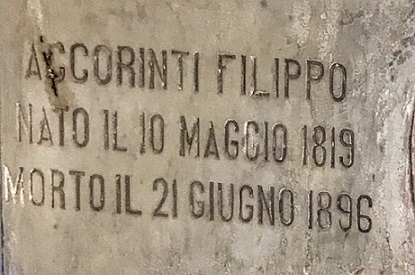 ACCORINTI FILIPPO
NATO IL 10 MAGGIO 1819
MORTO IL 21 GIUGNO 1896